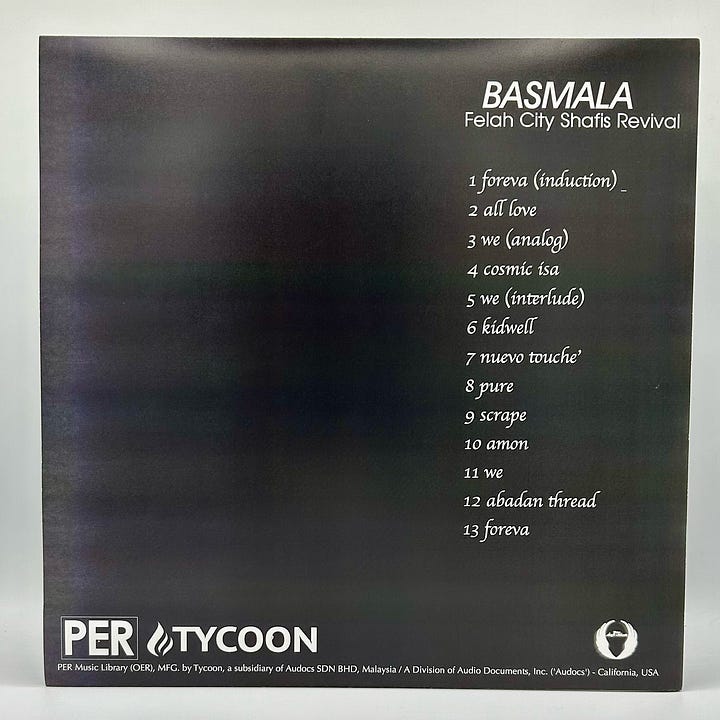 BASMALA
Felah City Shafis Revival
1 foreva (induction) _
2 all love
3 we (analog)
4 cosmic isa
5 we (interlude)
6 kidwell
7 nuevo touche'
8 pure
9 scrape
10 amon
11 we
12 abadan thread
13 foreva
PER TYCOON
PER Music Library (OER), MFG. by Tycoon, a subsidiary of Audocs SDN BHD, Malaysia / A Division of Audio Documents, Inc. ('Audocs') - California, USA